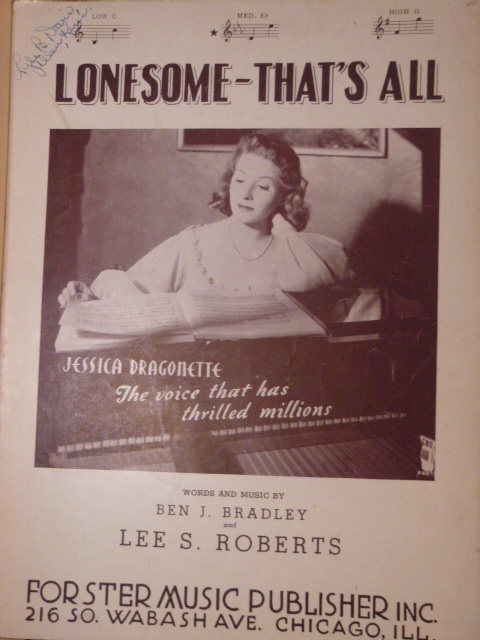 LOW C MED. E♭ HIGH G
LONESOME-THAT'S ALL
JESSICA DRAGONETTE
The voice that has
thrilled millions
WORDS AND MUSIC BY
BEN J. BRADLEY
and
LEE S. ROBERTS
FORSTER MUSIC PUBLISHER INC.
216 SO. WABASH AVE. CHICAGO, ILL.